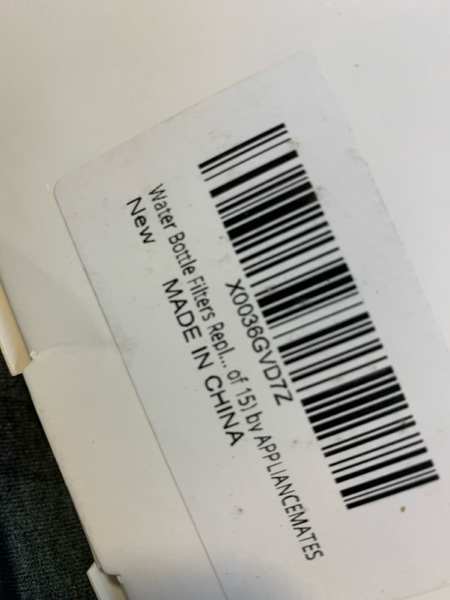 X0036GVD7Z
Water Bottle Filters Repl... of 15) by APPLIANCEMATES
New
MADE IN CHINA